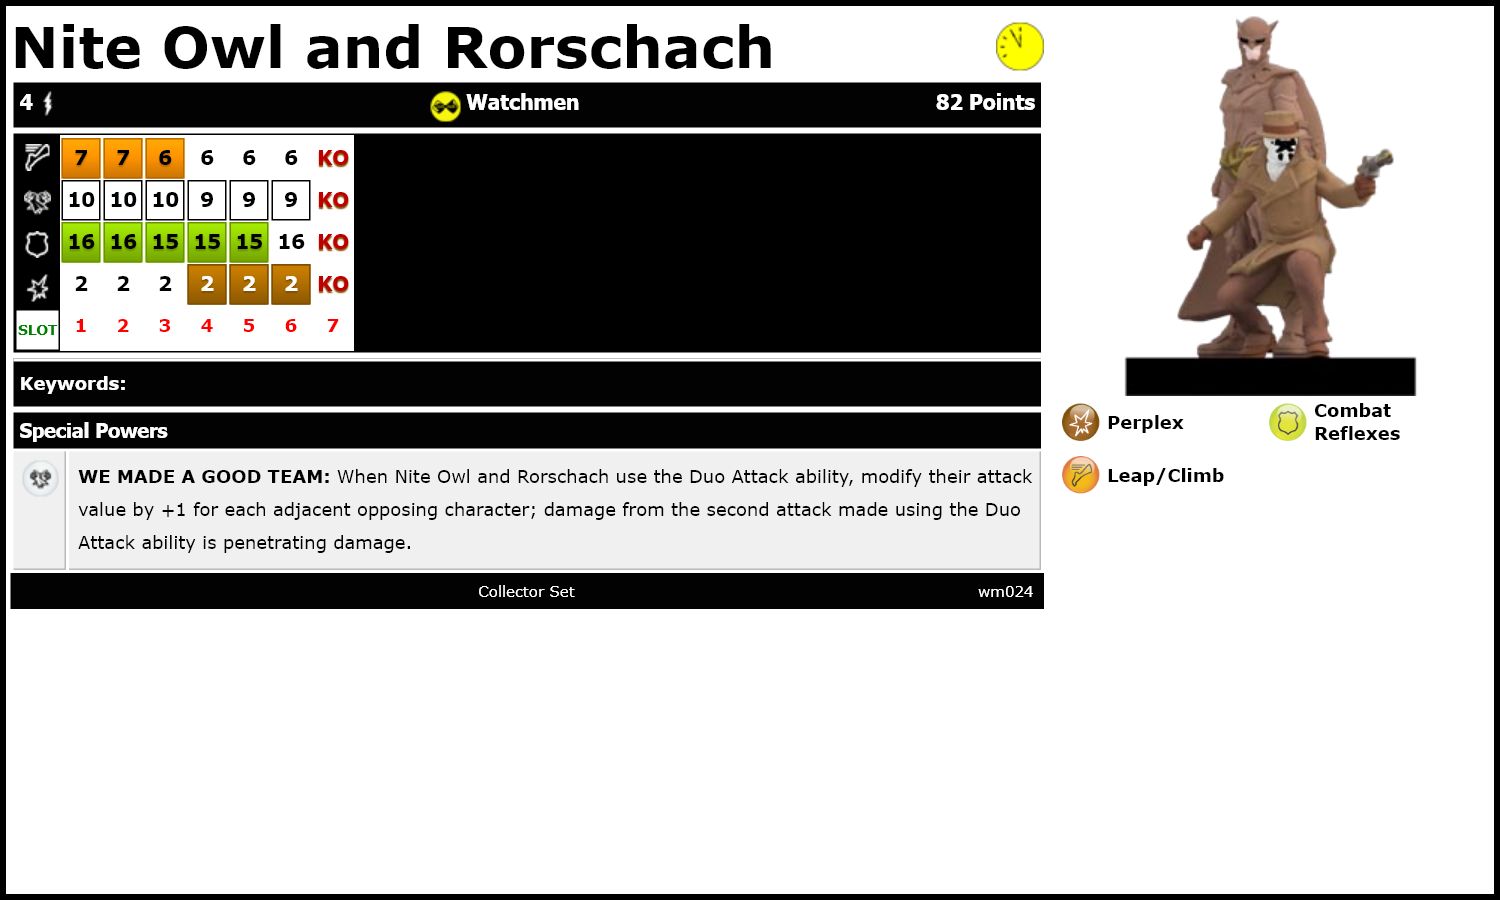 Nite Owl and Rorschach
4 Watchmen 82 Points
7 7 6 6 6 6 KO
10 10 10 9 9 9 KO
16 16 15 15 15 16 KO
2 2 2 2 2 2 KO
SLOT 1 2 3 4 5 6 7
Keywords:
Special Powers
WE MADE A GOOD TEAM: When Nite Owl and Rorschach use the Duo Attack ability, modify their attack
value by +1 for each adjacent opposing character; damage from the second attack made using the Duo
Attack ability is penetrating damage.
Collector Set wm024
Perplex
Combat
Reflexes
Leap/Climb